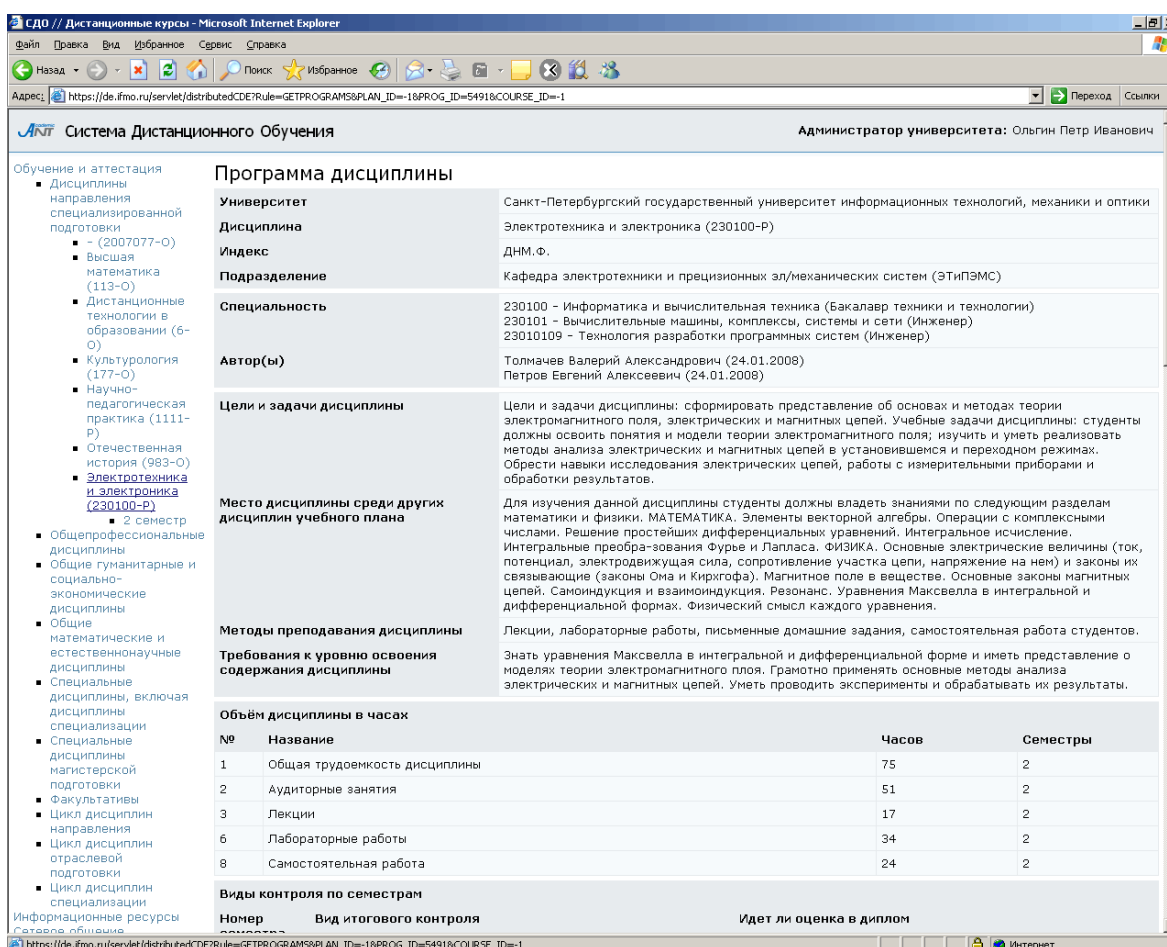 СДО // Дистанционные курсы - Microsoft Internet Explorer
Файл Правка Вид Избранное Сервис Справка
Назад Поиск Избранное
Адрес: https://de.ifmo.ru/servlet/distributedCDE?Rule=GETPROGRAMS&PLAN_ID=-1&PROG_ID=5491&COURSE_ID=-1 Переход Ссылки
Academic ANT Система Дистанционного Обучения Администратор университета: Ольгин Петр Иванович
Обучение и аттестация
Дисциплины
направления
специализированной
подготовки
- (2007077-О)
Высшая
математика
(113-О)
Дистанционные
технологии в
образовании (6-
О)
Культурология
(177-О)
Научно-
педагогическая
практика (1111-
Р)
Отечественная
история (983-О)
Электротехника
и электроника
(230100-Р)
2 семестр
Общепрофессиональные
дисциплины
Общие гуманитарные и
социально-
экономические
дисциплины
Общие
математические и
естественнонаучные
дисциплины
Специальные
дисциплины, включая
дисциплины
специализации
Специальные
дисциплины
магистерской
подготовки
Факультативы
Цикл дисциплин
направления
Цикл дисциплин
отраслевой
подготовки
Цикл дисциплин
специализации
Информационные ресурсы
Сетевое общение
Программа дисциплины
Университет Санкт-Петербургский государственный университет информационных технологий, механики и оптики
Дисциплина Электротехника и электроника (230100-Р)
Индекс ДНМ.Ф.
Подразделение Кафедра электротехники и прецизионных эл/механических систем (ЭТиПЭМС)
Специальность 230100 - Информатика и вычислительная техника (Бакалавр техники и технологии)
230101 - Вычислительные машины, комплексы, системы и сети (Инженер)
23010109 - Технология разработки программных систем (Инженер)
Автор(ы) Толмачев Валерий Александрович (24.01.2008)
Петров Евгений Алексеевич (24.01.2008)
Цели и задачи дисциплины Цели и задачи дисциплины: сформировать представление об основах и методах теории
электромагнитного поля, электрических и магнитных цепей. Учебные задачи дисциплины: студенты
должны освоить понятия и модели теории электромагнитного поля; изучить и уметь реализовать
методы анализа электрических и магнитных цепей в установившемся и переходном режимах.
Обрести навыки исследования электрических цепей, работы с измерительными приборами и
обработки результатов.
Место дисциплины среди других Для изучения данной дисциплины студенты должны владеть знаниями по следующим разделам
дисциплин учебного плана математики и физики. МАТЕМАТИКА. Элементы векторной алгебры. Операции с комплексными
числами. Решение простейших дифференциальных уравнений. Интегральное исчисление.
Интегральные преобра-зования Фурье и Лапласа. ФИЗИКА. Основные электрические величины (ток,
потенциал, электродвижущая сила, сопротивление участка цепи, напряжение на нем) и законы их
связывающие (законы Ома и Кирхгофа). Магнитное поле в веществе. Основные законы магнитных
цепей. Самоиндукция и взаимоиндукция. Резонанс. Уравнения Максвелла в интегральной и
дифференциальной формах. Физический смысл каждого уравнения.
Методы преподавания дисциплины Лекции, лабораторные работы, письменные домашние задания, самостоятельная работа студентов.
Требования к уровню освоения Знать уравнения Максвелла в интегральной и дифференциальной форме и иметь представление о
содержания дисциплины моделях теории электромагнитного плоя. Грамотно применять основные методы анализа
электрических и магнитных цепей. Уметь проводить эксперименты и обрабатывать их результаты.
Объём дисциплины в часах
№ Название Часов Семестры
1 Общая трудоемкость дисциплины 75 2
2 Аудиторные занятия 51 2
3 Лекции 17 2
6 Лабораторные работы 34 2
8 Самостоятельная работа 24 2
Виды контроля по семестрам
Номер Вид итогового контроля Идет ли оценка в диплом
семестра
https://de.ifmo.ru/servlet/distributedCDE?Rule=GETPROGRAMS&PLAN_ID=-1&PROG_ID=5491&COURSE_ID=-1 Интернет